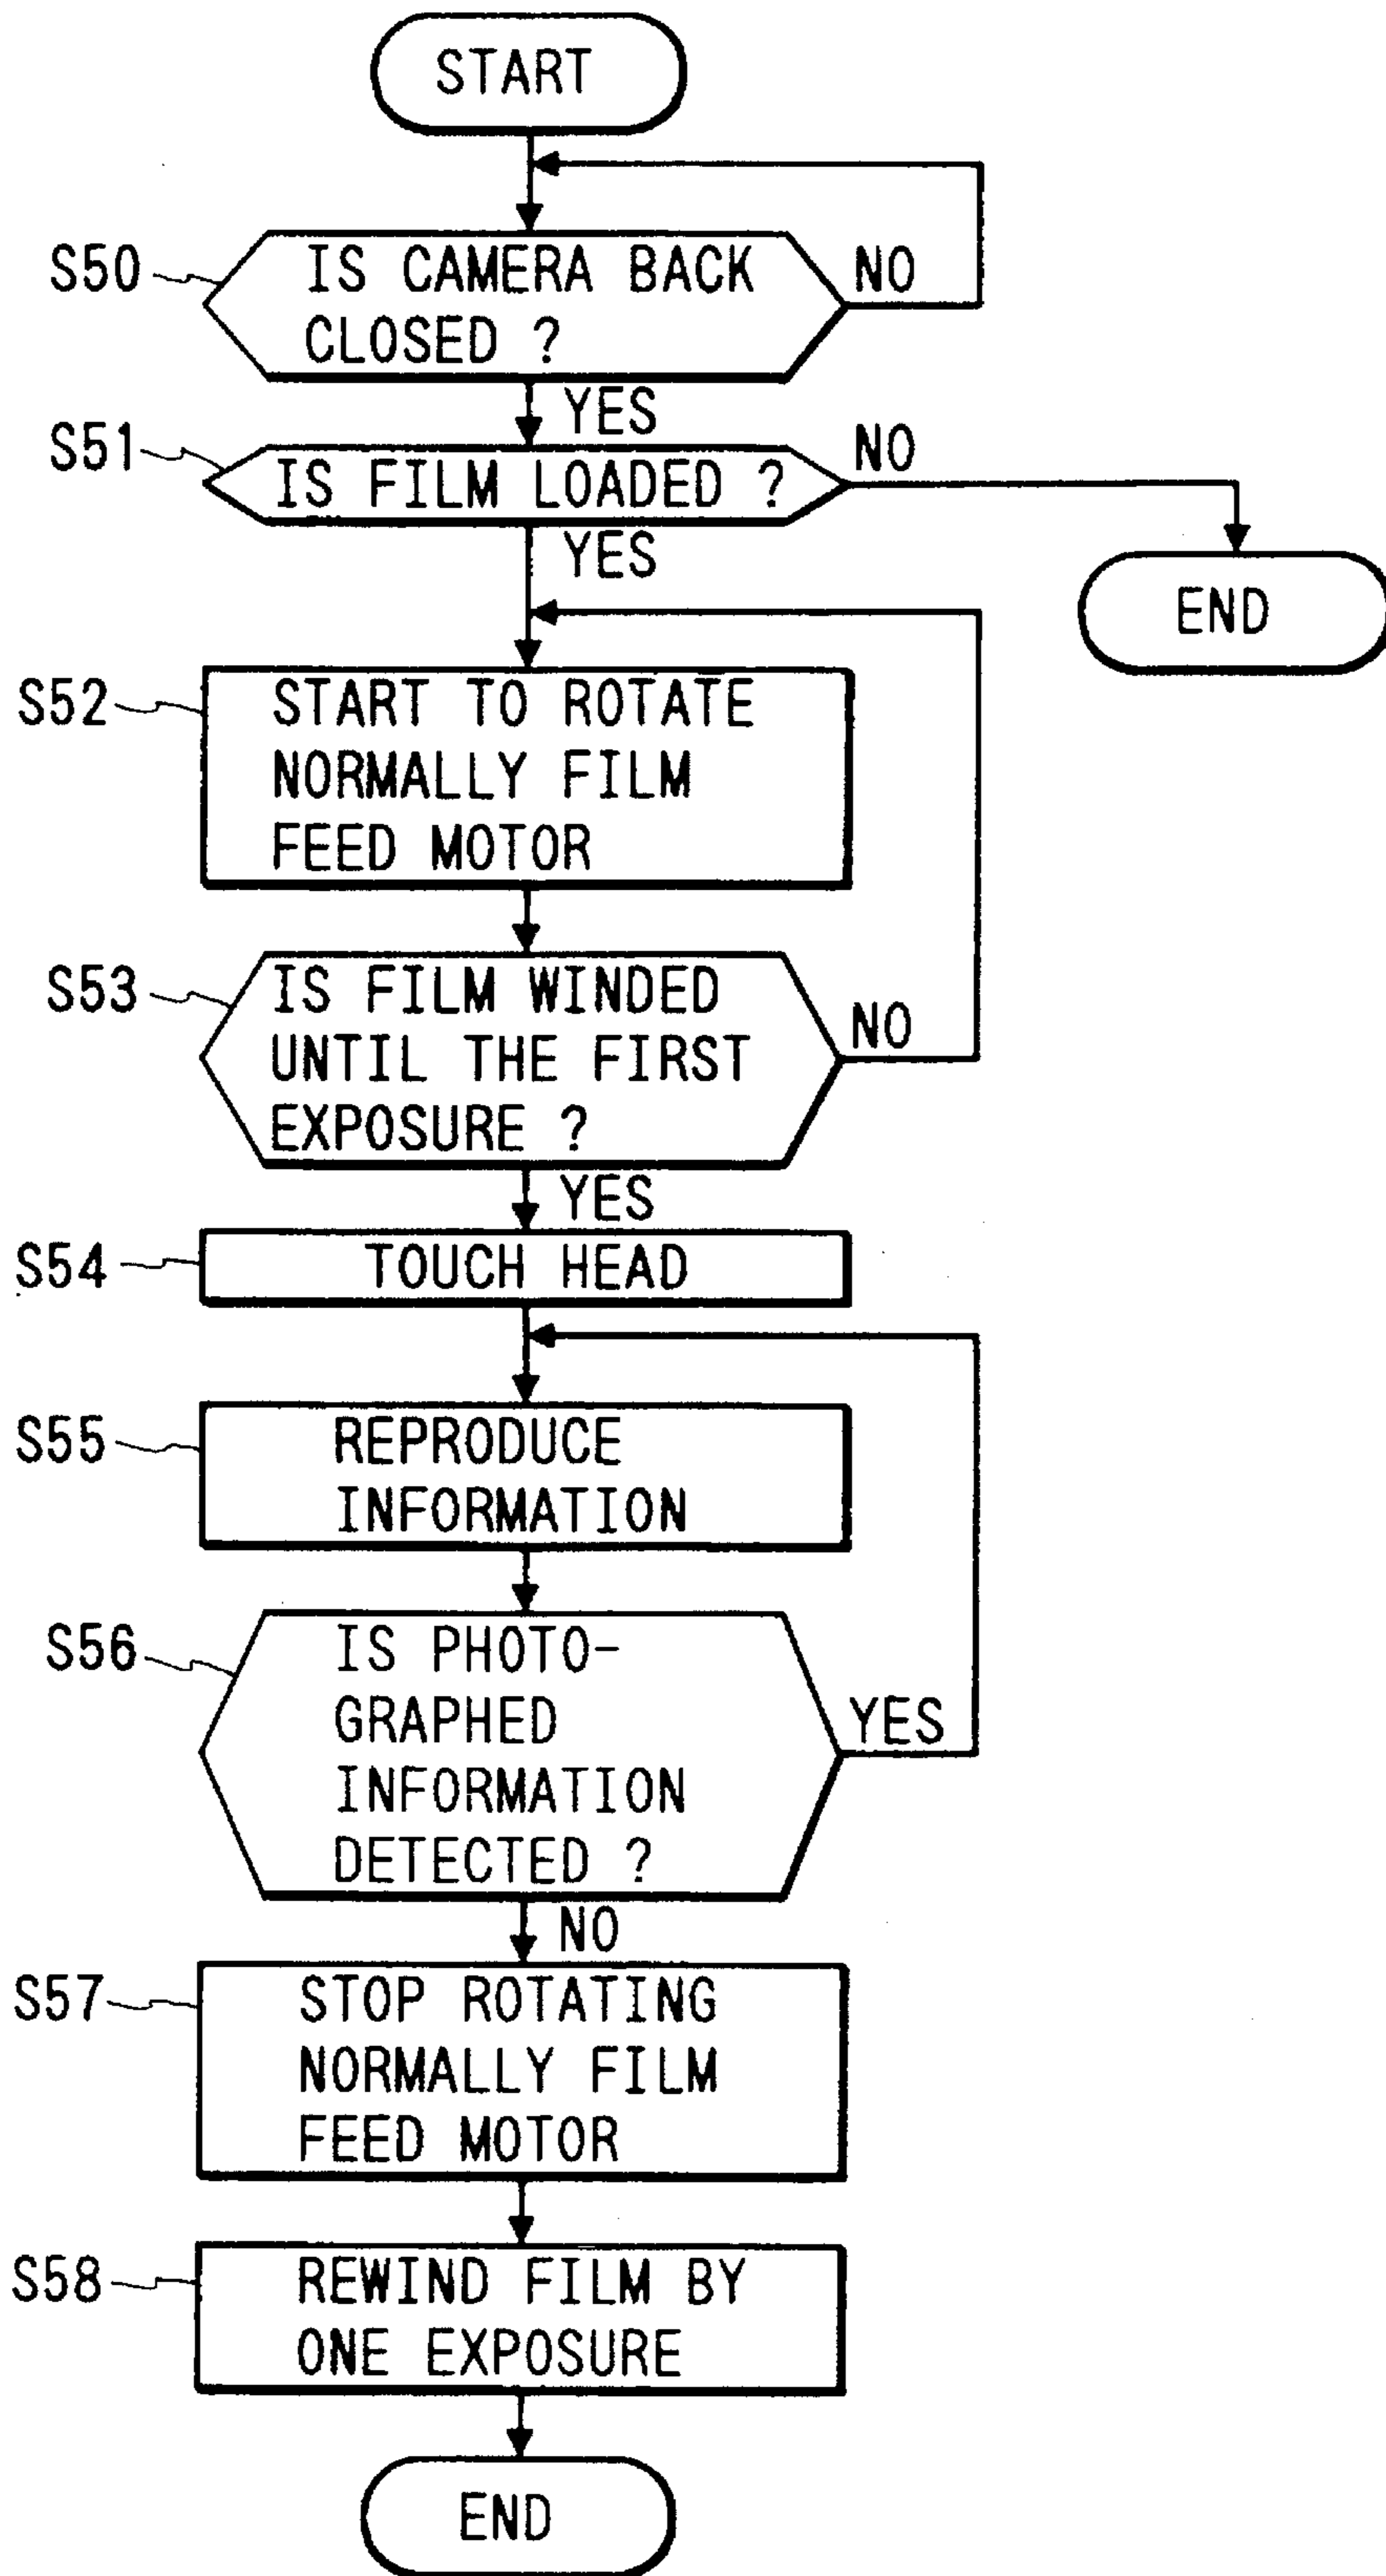 START
S50
IS CAMERA BACK
CLOSED ?
NO
YES
S51
IS FILM LOADED ?
NO
YES
END
S52
START TO ROTATE
NORMALLY FILM
FEED MOTOR
S53
IS FILM WINDED
UNTIL THE FIRST
EXPOSURE ?
NO
YES
S54
TOUCH HEAD
S55
REPRODUCE
INFORMATION
S56
IS PHOTO-
GRAPHED
INFORMATION
DETECTED ?
YES
NO
S57
STOP ROTATING
NORMALLY FILM
FEED MOTOR
S58
REWIND FILM BY
ONE EXPOSURE
END